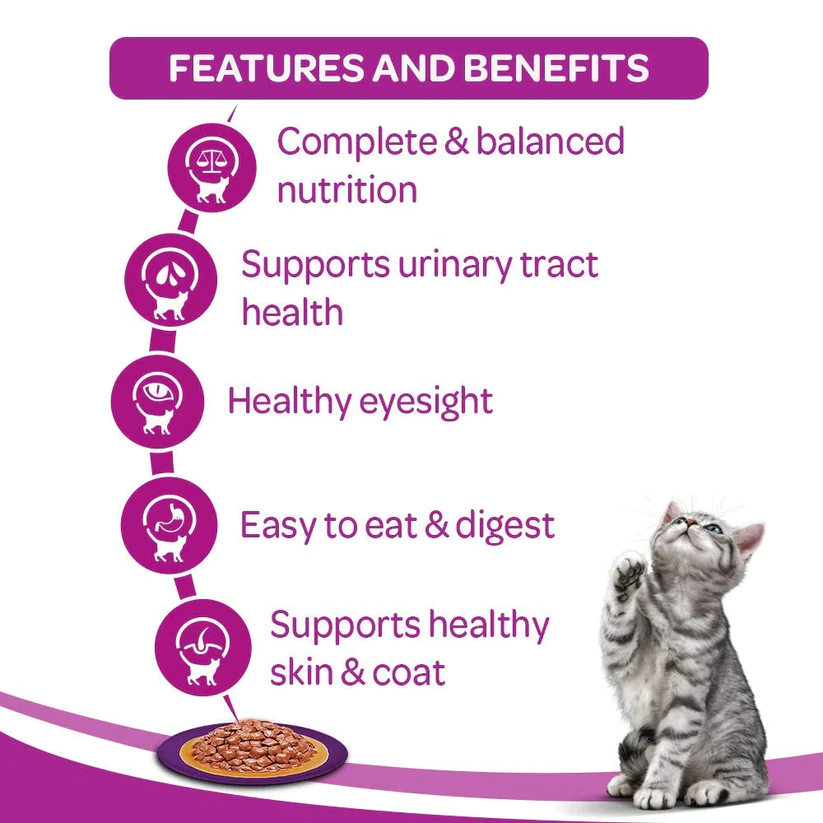 FEATURES AND BENEFITS
Complete & balanced
nutrition
Supports urinary tract
health
Healthy eyesight
Easy to eat & digest
Supports healthy
skin & coat